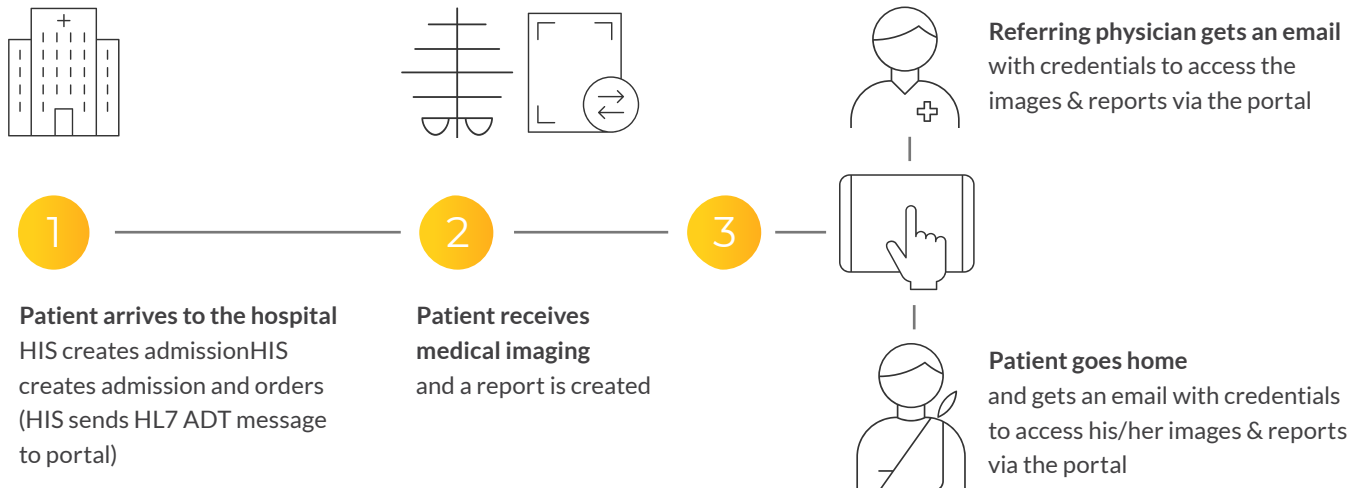 1
Patient arrives to the hospital
HIS creates admissionHIS
creates admission and orders
(HIS sends HL7 ADT message
to portal)
2
Patient receives
medical imaging
and a report is created
3
Referring physician gets an email
with credentials to access the
images & reports via the portal
Patient goes home
and gets an email with credentials
to access his/her images & reports
via the portal